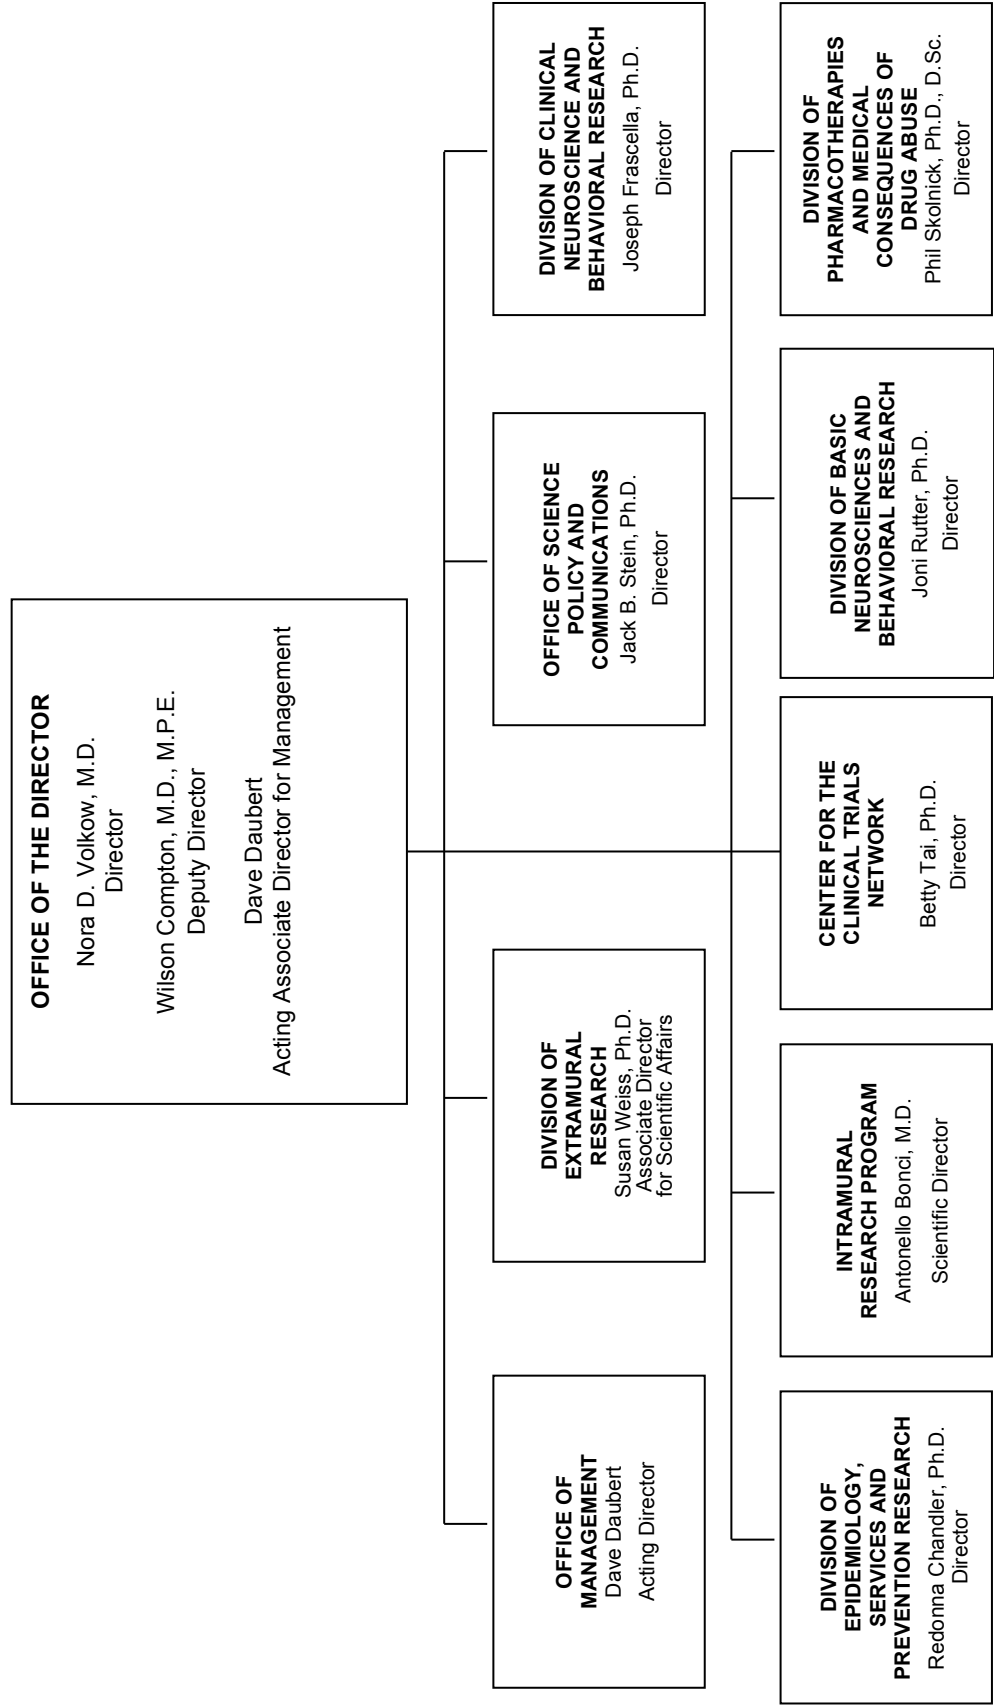 OFFICE OF THE DIRECTOR
Nora D. Volkow, M.D.
Director
Wilson Compton, M.D., M.P.E.
Deputy Director
Dave Daubert
Acting Associate Director for Management
OFFICE OF
MANAGEMENT
Dave Daubert
Acting Director
DIVISION OF
EXTRAMURAL
RESEARCH
Susan Weiss, Ph.D.
Associate Director
for Scientific Affairs
OFFICE OF SCIENCE
POLICY AND
COMMUNICATIONS
Jack B. Stein, Ph.D.
Director
DIVISION OF CLINICAL
NEUROSCIENCE AND
BEHAVIORAL RESEARCH
Joseph Frascella, Ph.D.
Director
DIVISION OF
EPIDEMIOLOGY,
SERVICES AND
PREVENTION RESEARCH
Redonna Chandler, Ph.D.
Director
INTRAMURAL
RESEARCH PROGRAM
Antonello Bonci, M.D.
Scientific Director
CENTER FOR THE
CLINICAL TRIALS
NETWORK
Betty Tai, Ph.D.
Director
DIVISION OF BASIC
NEUROSCIENCES AND
BEHAVIORAL RESEARCH
Joni Rutter, Ph.D.
Director
DIVISION OF
PHARMACOTHERAPIES
AND MEDICAL
CONSEQUENCES OF
DRUG ABUSE
Phil Skolnick, Ph.D., D.Sc.
Director